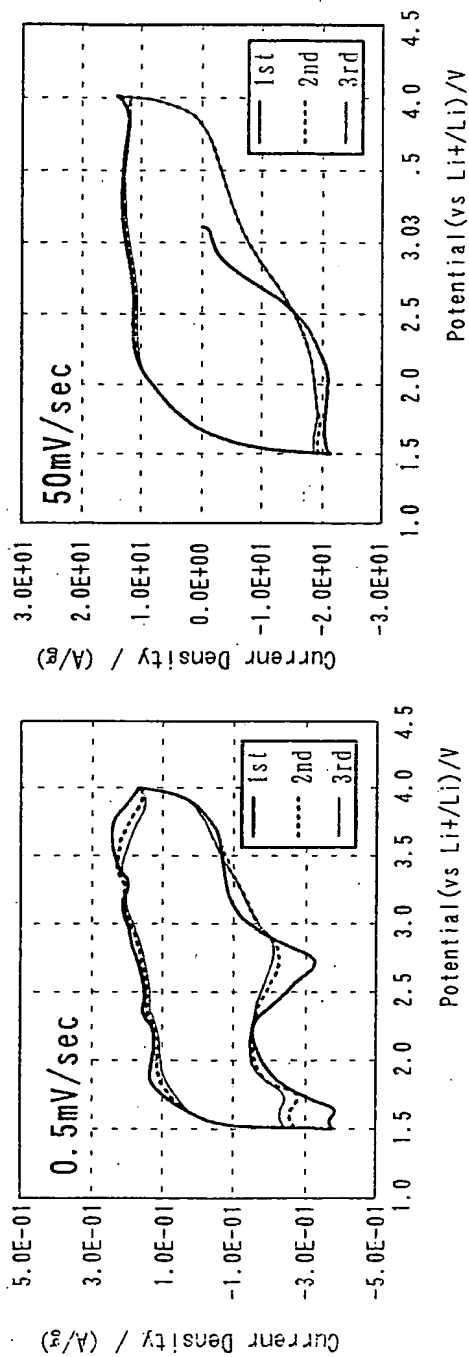 0.5mV/sec
Currenr Density / (A/g)
5.0E-01
3.0E-01
1.0E-01
-1.0E-01
-3.0E-01
-5.0E-01
1.0 1.5 2.0 2.5 3.0 3.5 4.0 4.5
Potential(vs Li+/Li)/V
1st
2nd
3rd
50mV/sec
Currenr Density / (A/g)
3.0E+01
2.0E+01
1.0E+01
0.0E+00
-1.0E+01
-2.0E+01
-3.0E+01
1.0 1.5 2.0 2.5 3.03 .5 4.0 4.5
Potential(vs Li+/Li)/V
1st
2nd
3rd